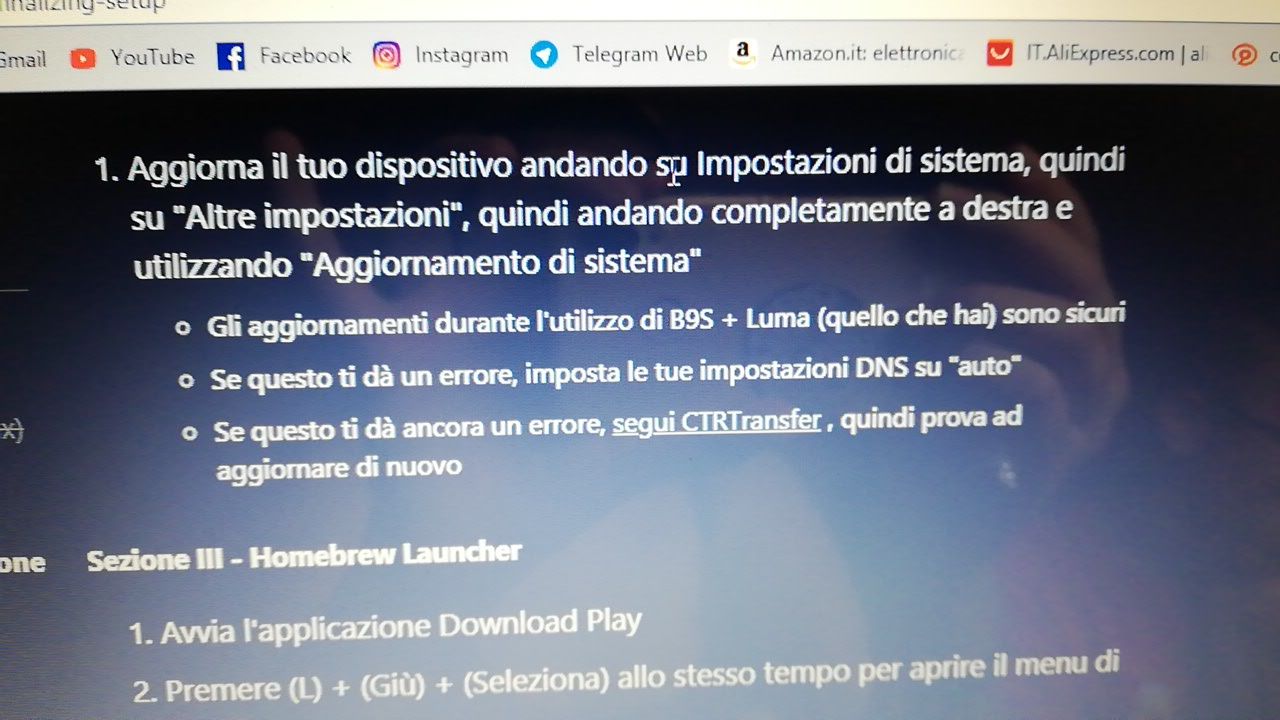 nalizing-setup
Gmail YouTube Facebook Instagram Telegram Web Amazon.it: elettronica IT.AliExpress.com | ali
1. Aggiorna il tuo dispositivo andando su Impostazioni di sistema, quindi
su "Altre impostazioni", quindi andando completamente a destra e
utilizzando "Aggiornamento di sistema"
Gli aggiornamenti durante l'utilizzo di B9S + Luma (quello che hai) sono sicuri
Se questo ti dà un errore, imposta le tue impostazioni DNS su "auto"
Se questo ti dà ancora un errore, segui CTRTransfer , quindi prova ad
x)
aggiornare di nuovo
one
Sezione III - Homebrew Launcher
1. Avvia l'applicazione Download Play
2. Premere (L) + (Giù) + (Seleziona) allo stesso tempo per aprire il menu di